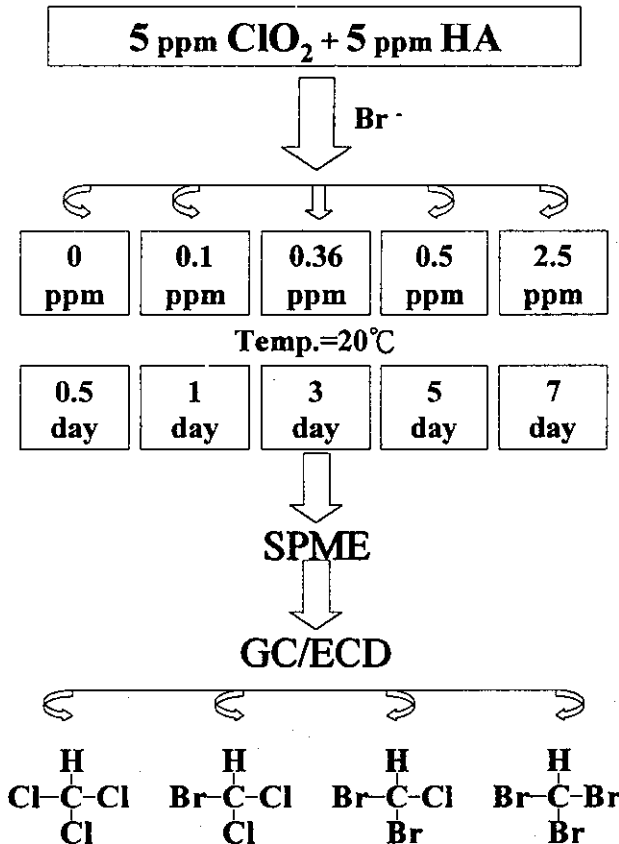 5 ppm ClO₂ + 5 ppm HA
Br⁻
0 ppm
0.1 ppm
0.36 ppm
0.5 ppm
2.5 ppm
Temp.=20℃
0.5 day
1 day
3 day
5 day
7 day
SPME
GC/ECD
H H H H
Cl-C-Cl Br-C-Cl Br-C-Cl Br-C-Br
Cl Cl Br Br